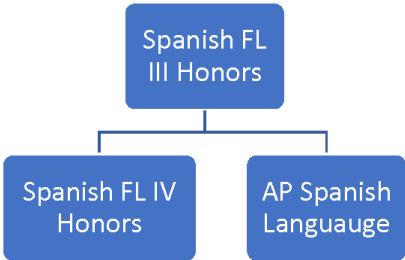 Spanish FL
III Honors
Spanish FL IV
Honors
AP Spanish
Languauge